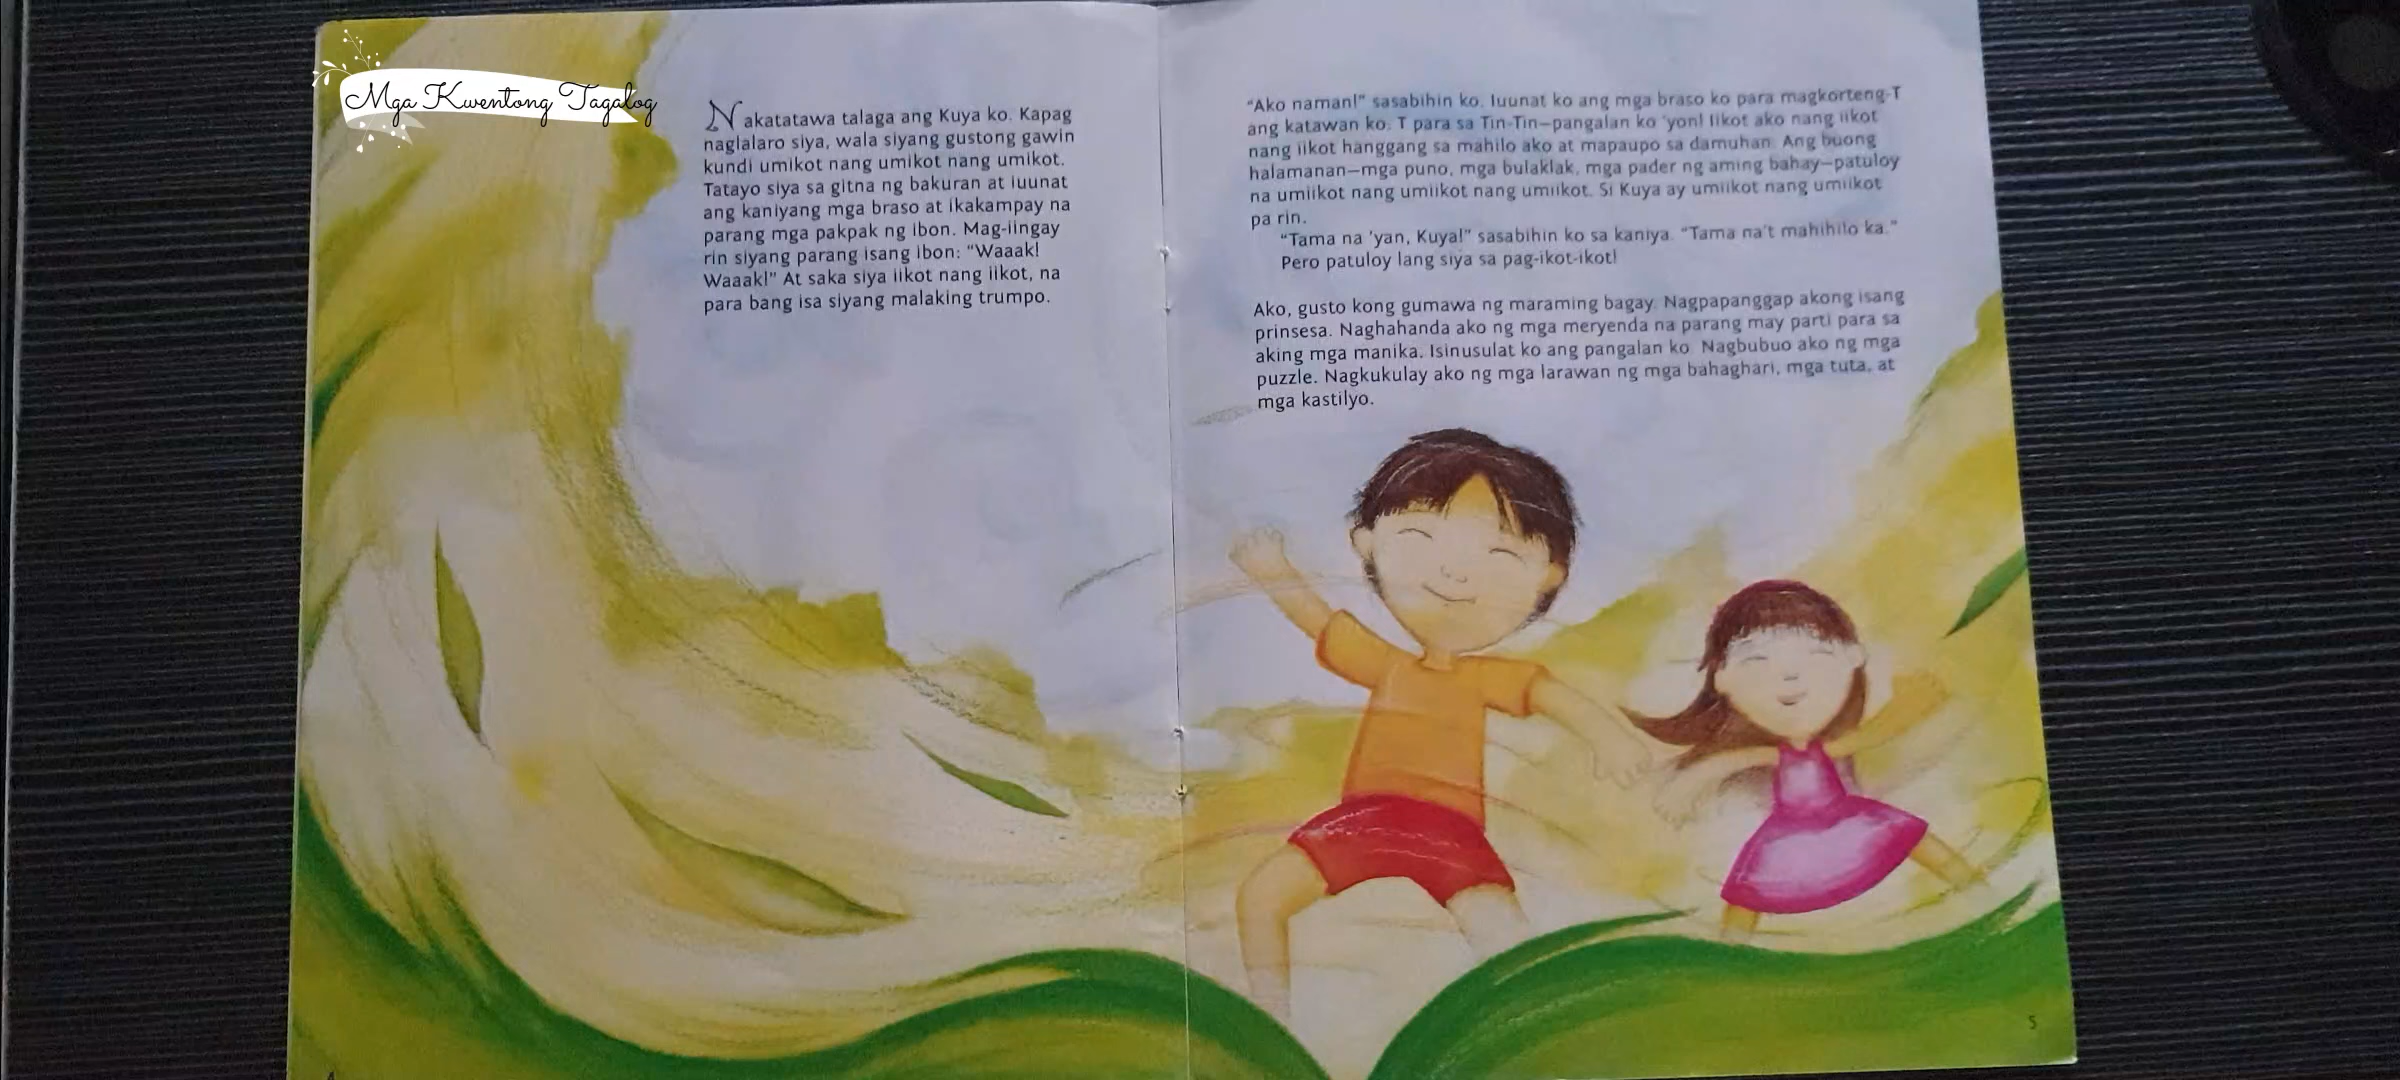 Mga Kwentong Tagalog
Nakatatawa talaga ang Kuya ko. Kapag
naglalaro siya, wala siyang gustong gawin
kundi umikot nang umikot nang umikot.
Tatayo siya sa gitna ng bakuran at iuunat
ang kaniyang mga braso at ikakampay na
parang mga pakpak ng ibon. Mag-iingay
rin siyang parang isang ibon: “Waaak!
Waaak!” At saka siya iikot nang iikot, na
para bang isa siyang malaking trumpo.
4
“Ako naman!” sasabihin ko. Iuunat ko ang mga braso ko para magkorteng-T
ang katawan ko. T para sa Tin-Tin—pangalan ko ’yon! Iikot ako nang iikot
nang iikot hanggang sa mahilo ako at mapaupo sa damuhan. Ang buong
halamanan—mga puno, mga bulaklak, mga pader ng aming bahay—patuloy
na umiikot nang umiikot nang umiikot. Si Kuya ay umiikot nang umiikot
pa rin.
“Tama na ’yan, Kuya!” sasabihin ko sa kaniya. “Tama na’t mahihilo ka.”
Pero patuloy lang siya sa pag-ikot-ikot!
Ako, gusto kong gumawa ng maraming bagay. Nagpapanggap akong isang
prinsesa. Naghahanda ako ng mga meryenda na parang may parti para sa
aking mga manika. Isinusulat ko ang pangalan ko. Nagbubuo ako ng mga
puzzle. Nagkukulay ako ng mga larawan ng mga bahaghari, mga tuta, at
mga kastilyo.
5